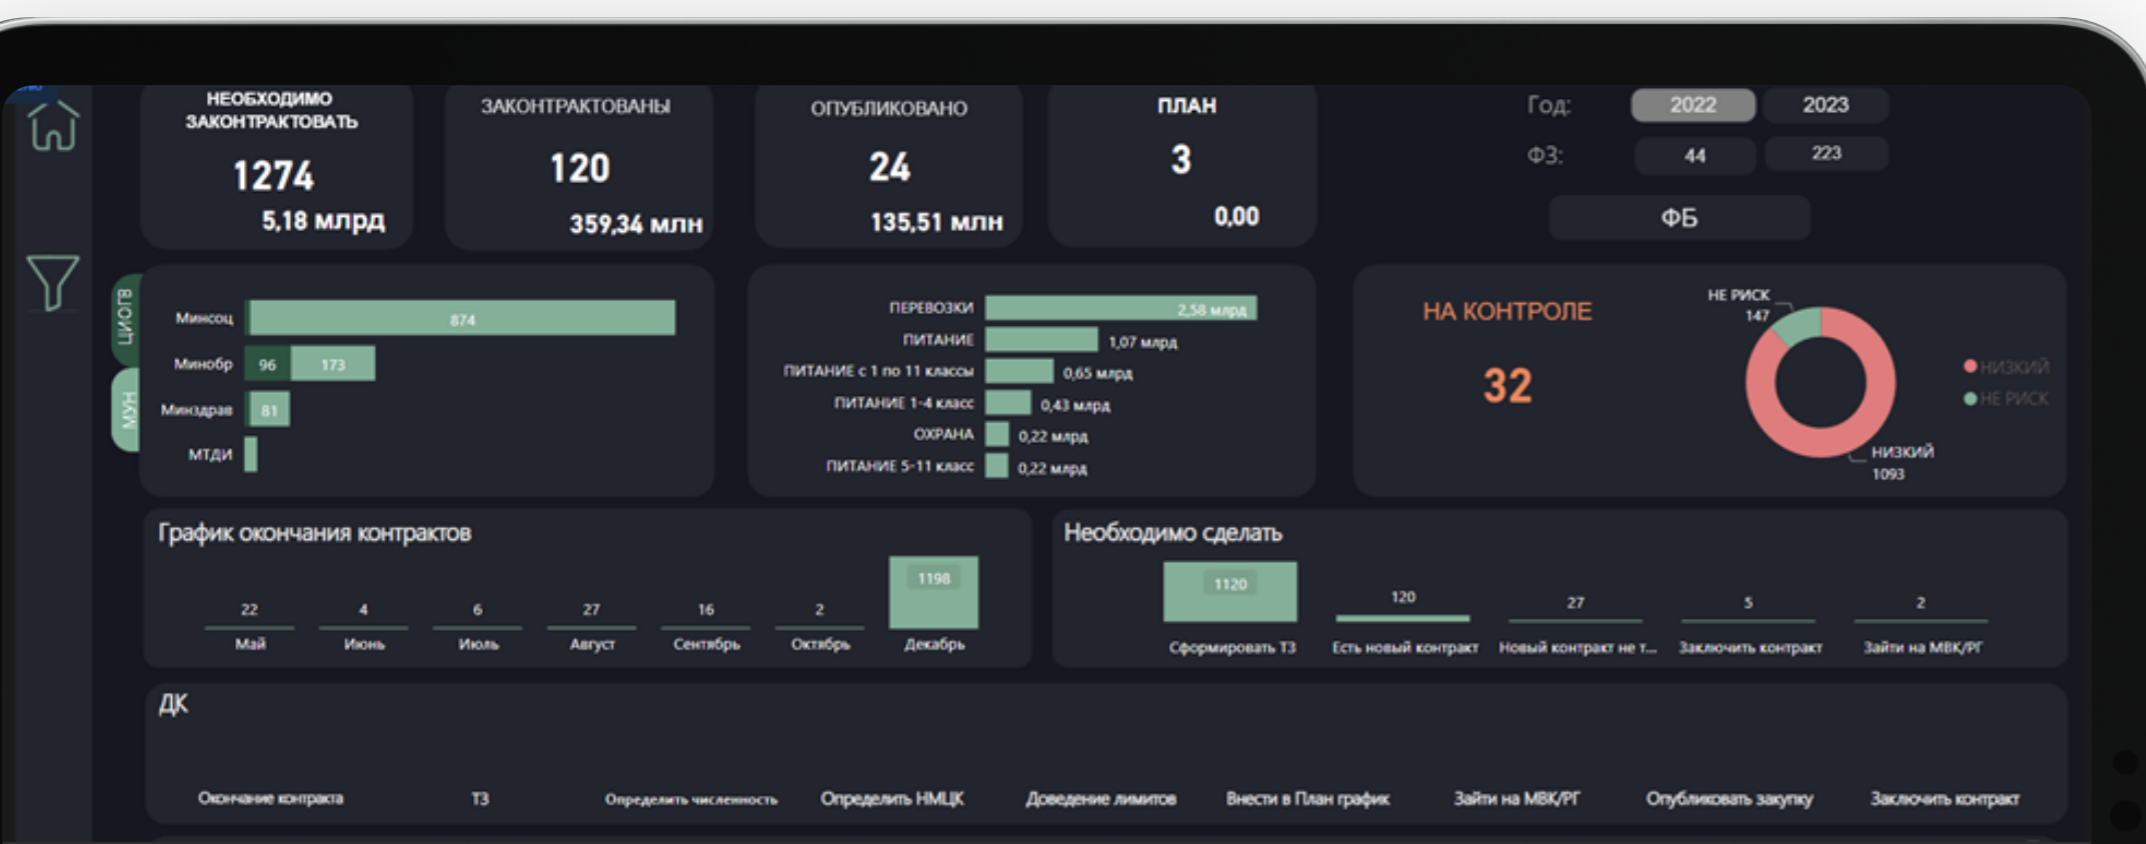 НЕОБХОДИМО
ЗАКОНТРАКТОВАТЬ
1274
5,18 млрд
ЗАКОНТРАКТОВАНЫ
120
359,34 млн
ОПУБЛИКОВАНО
24
135,51 млн
ПЛАН
3
0,00
Год:
2022
2023
ФЗ:
44
223
ФБ
ЦИОГВ
МУН
Минсоц
874
Минобр
96
173
Минздрав
81
МТДИ
ПЕРЕВОЗКИ
2,58 млрд
ПИТАНИЕ
1,07 млрд
ПИТАНИЕ с 1 по 11 классы
0,65 млрд
ПИТАНИЕ 1-4 класс
0,43 млрд
ОХРАНА
0,22 млрд
ПИТАНИЕ 5-11 класс
0,22 млрд
НА КОНТРОЛЕ
32
НЕ РИСК
147
НИЗКИЙ
1093
НИЗКИЙ
НЕ РИСК
График окончания контрактов
22
4
6
27
16
2
1198
Май
Июнь
Июль
Август
Сентябрь
Октябрь
Декабрь
Необходимо сделать
1120
120
27
5
2
Сформировать ТЗ
Есть новый контракт
Новый контракт не т...
Заключить контракт
Зайти на МВК/РГ
ДК
Окончание контракта
ТЗ
Определить численность
Определить НМЦК
Доведение лимитов
Внести в План график
Зайти на МВК/РГ
Опубликовать закупку
Заключить контракт